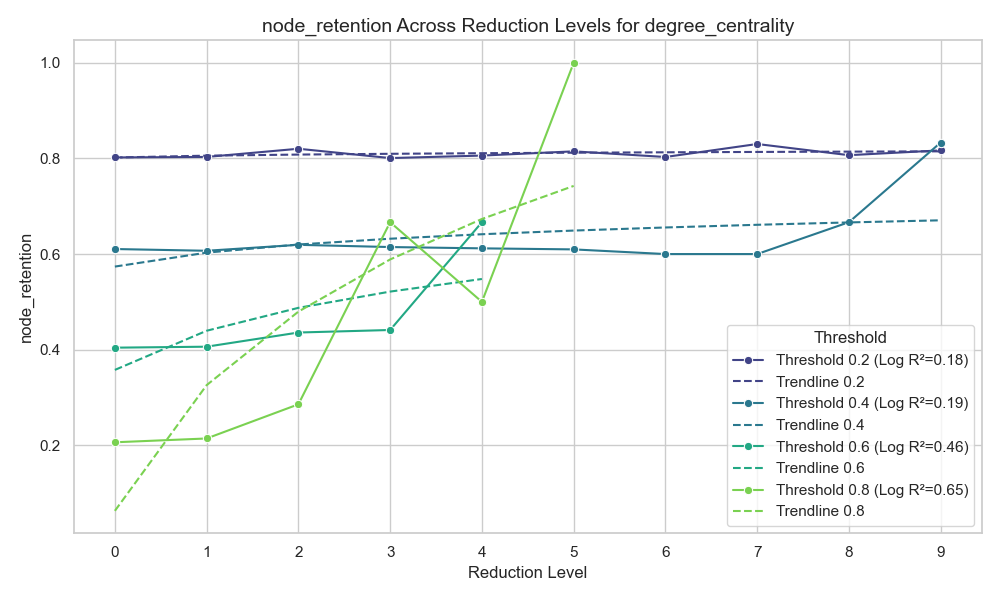 node_retention Across Reduction Levels for degree_centrality
node_retention
1.0
0.8
0.6
0.4
0.2
0 1 2 3 4 5 6 7 8 9
Reduction Level
Threshold
Threshold 0.2 (Log R²=0.18)
Trendline 0.2
Threshold 0.4 (Log R²=0.19)
Trendline 0.4
Threshold 0.6 (Log R²=0.46)
Trendline 0.6
Threshold 0.8 (Log R²=0.65)
Trendline 0.8